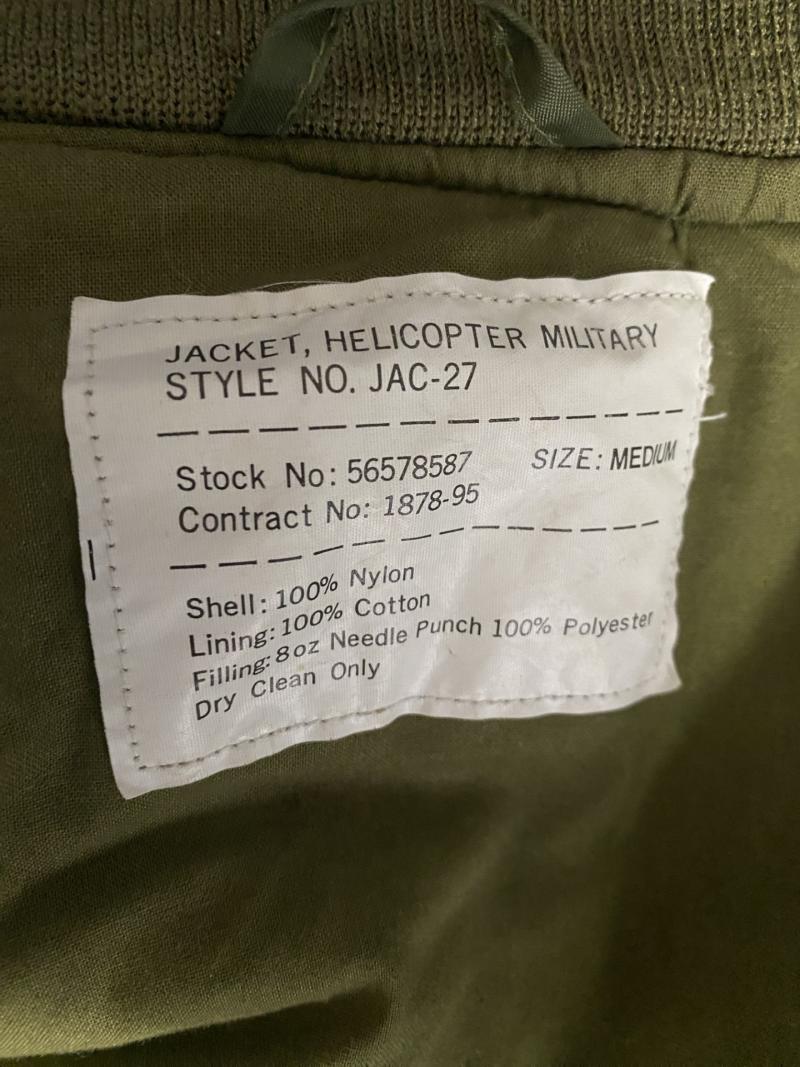 JACKET, HELICOPTER MILITARY
STYLE NO. JAC-27
Stock No: 56578587 SIZE: MEDIUM
Contract No: 1878-95
Shell: 100% Nylon
Lining: 100% Cotton
Filling: 8oz Needle Punch 100% Polyester
Dry Clean Only